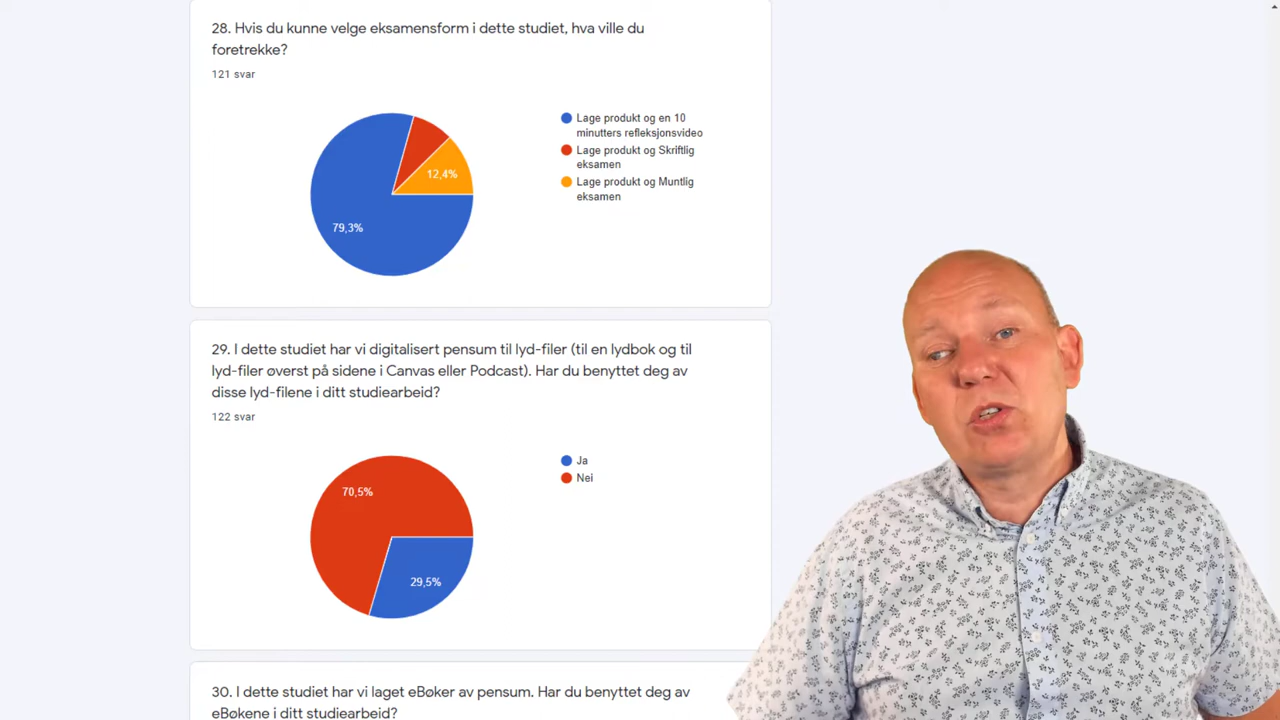 28. Hvis du kunne velge eksamensform i dette studiet, hva ville du
foretrekke?
121 svar
Lage produkt og en 10
minutters refleksjonsvideo
Lage produkt og Skriftlig
eksamen
Lage produkt og Muntlig
eksamen
12,4%
79,3%
29. I dette studiet har vi digitalisert pensum til lyd-filer (til en lydbok og til
lyd-filer øverst på sidene i Canvas eller Podcast). Har du benyttet deg av
disse lyd-filene i ditt studiearbeid?
122 svar
Ja
Nei
70,5%
29,5%
30. I dette studiet har vi laget eBøker av pensum. Har du benyttet deg av
eBøkene i ditt studiearbeid?